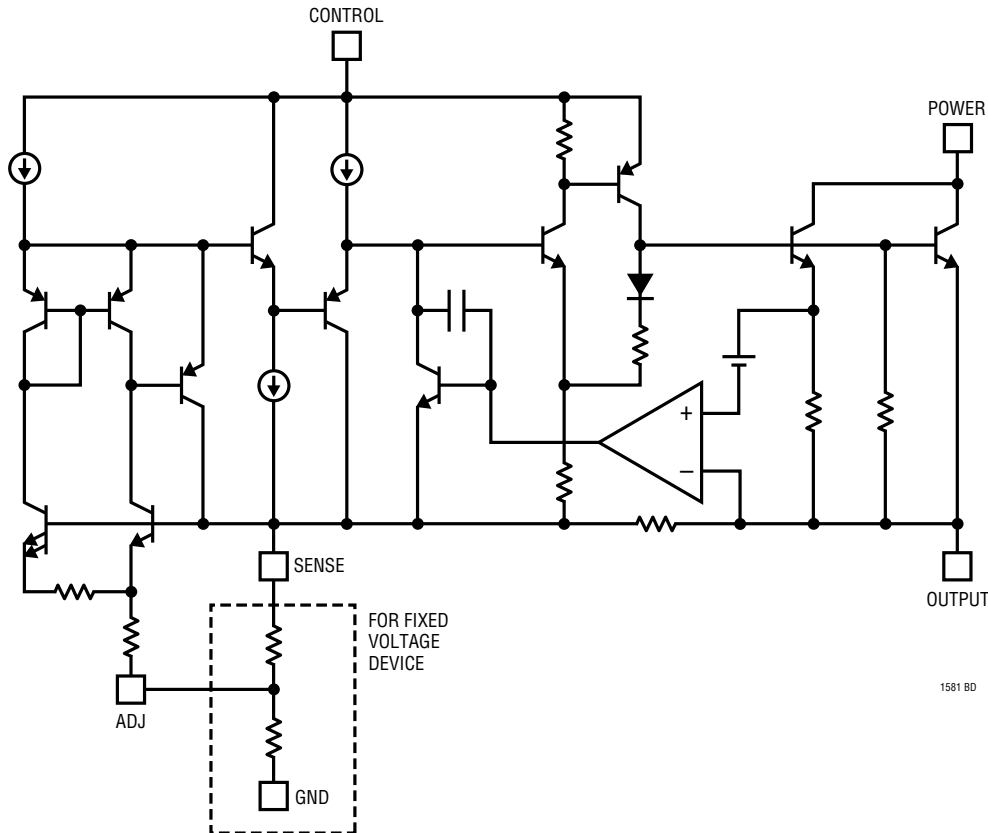 CONTROL
POWER
+
−
SENSE
OUTPUT
FOR FIXED
VOLTAGE
DEVICE
1581 BD
ADJ
GND